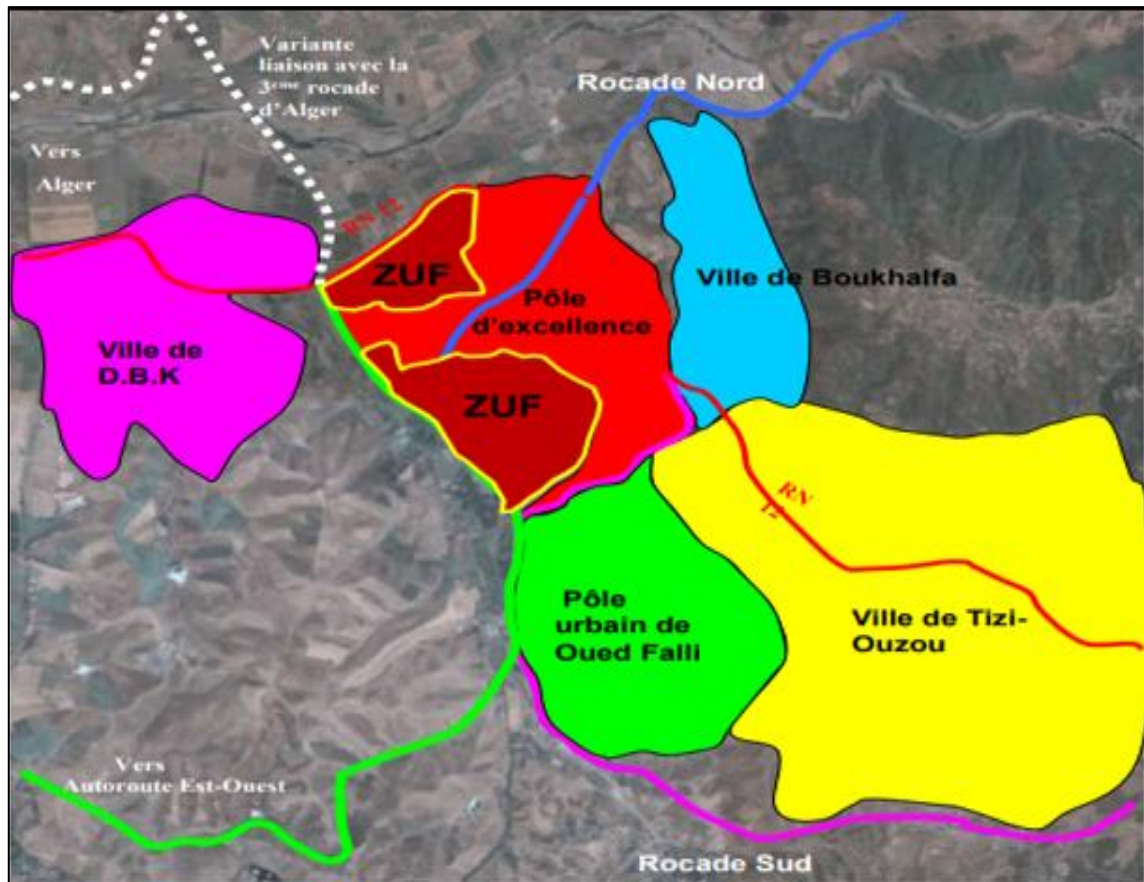 Variante
liaison avec la
3ème rocade
d'Alger
Rocade Nord
Vers
Alger
RN 12
ZUF
Pôle
d'excellence
Ville de Boukhalfa
Ville de
D.B.K
ZUF
RN
12
Pôle
urbain de
Oued Falli
Ville de Tizi-
Ouzou
Vers
Autoroute Est-Ouest
Rocade Sud